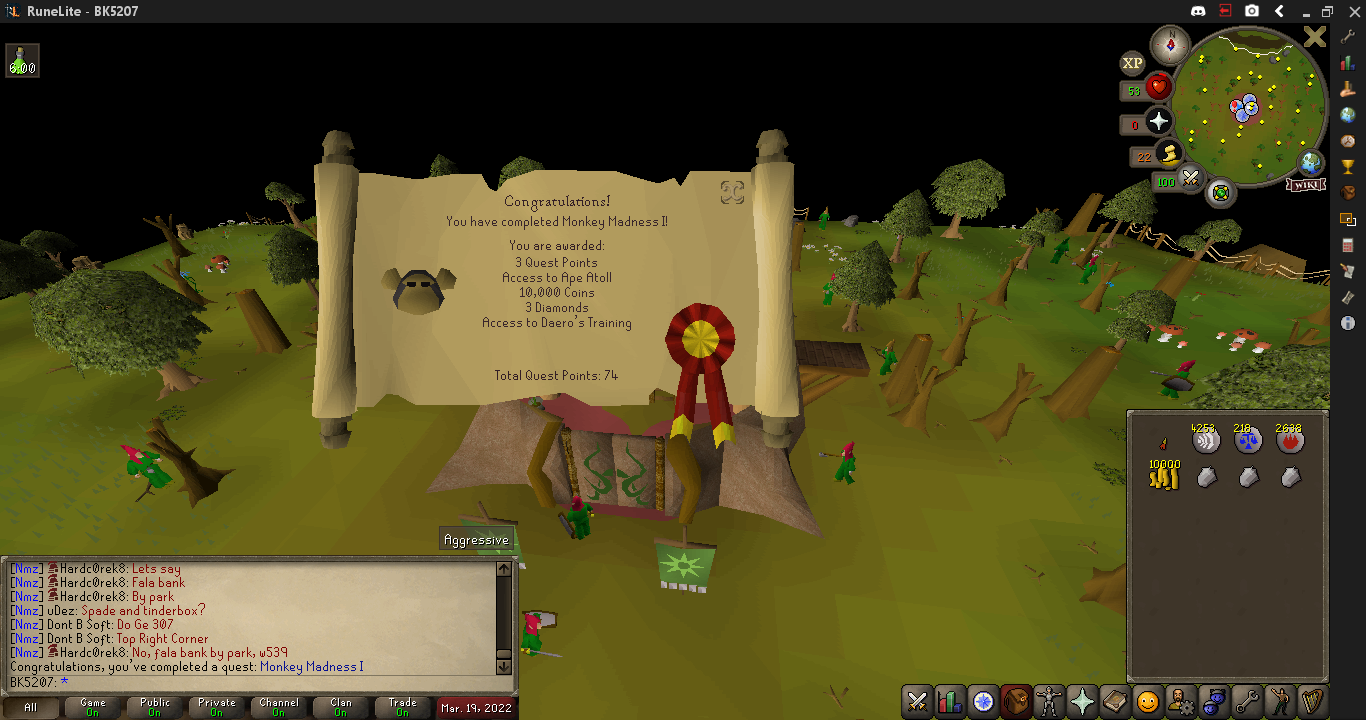 RuneLite - BK5207
6:00
N
XP
53
0
22
100
WIKI
Congratulations!
You have completed Monkey Madness I!
You are awarded:
3 Quest Points
Access to Ape Atoll
10,000 Coins
3 Diamonds
Access to Daero's Training
Total Quest Points: 74
4253 218 2638
10000
Aggressive
[Nmz] Hardc0rek8: Lets say
[Nmz] Hardc0rek8: Fala bank
[Nmz] Hardc0rek8: By park
[Nmz] uDez: Spade and tinderbox?
[Nmz] Dont B Soft: Do Ge 307
[Nmz] Dont B Soft: Top Right Corner
[Nmz] Hardc0rek8: No, fala bank by park, w539
Congratulations, you've completed a quest: Monkey Madness I
BK5207: *
All Game Public Private Channel Clan Trade Mar. 19, 2022
On On On On On On